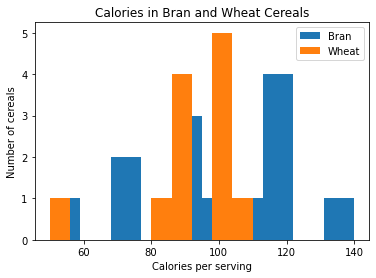 Calories in Bran and Wheat Cereals
Bran
Wheat
Number of cereals
5
4
3
2
1
0
60 80 100 120 140
Calories per serving